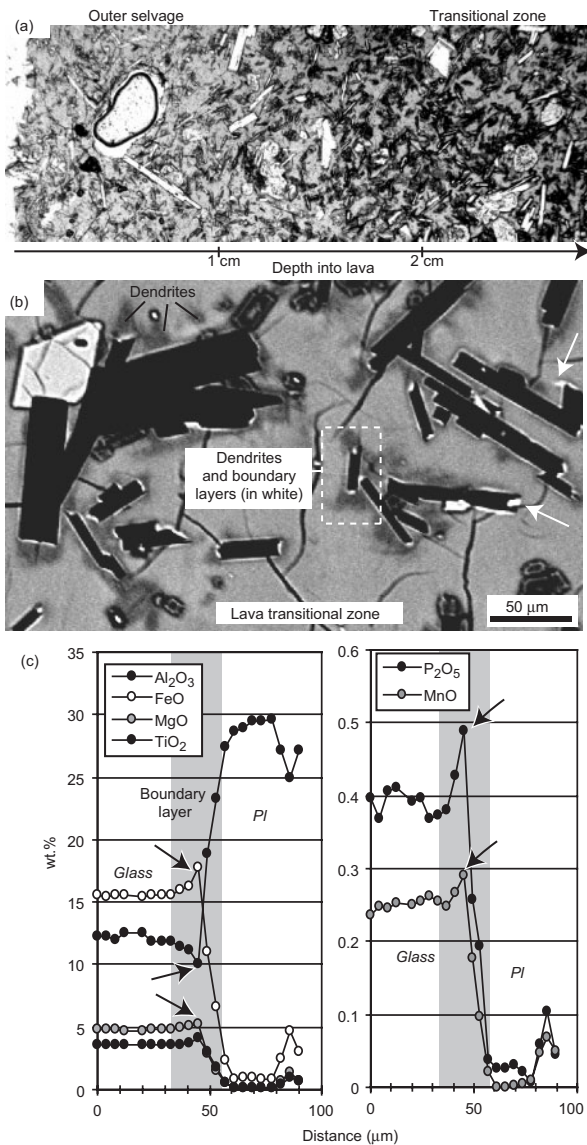 Outer selvage
Transitional zone
(a)
1 cm
2 cm
Depth into lava
(b)
Dendrites
Dendrites
and boundary
layers (in white)
Lava transitional zone
50 μm
(c)
35
30
25
20
15
10
5
0
wt.%
Al₂O₃
FeO
MgO
TiO₂
Boundary
layer
Glass
Pl
0
50
100
0.6
0.5
0.4
0.3
0.2
0.1
0
P₂O₅
MnO
Glass
Pl
0
50
100
Distance (μm)